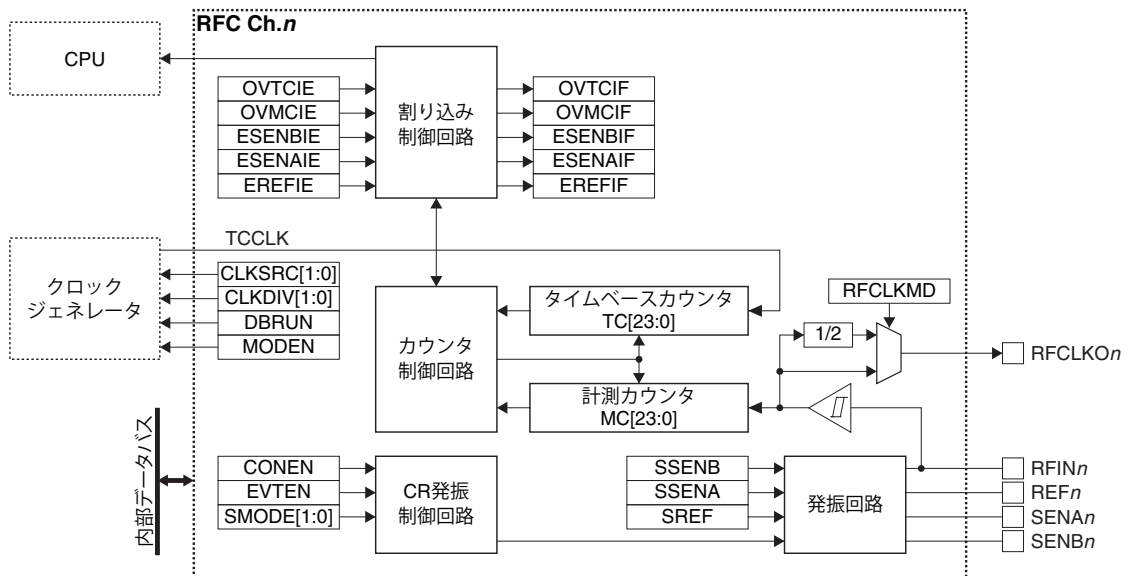 RFC Ch.n
CPU
OVTCIE
OVMCIE
ESENBIE
ESENAIE
EREFIE
割り込み
制御回路
OVTCIF
OVMCIF
ESENBIF
ESENAIF
EREFIF
TCCLK
クロック
ジェネレータ
CLKSRC[1:0]
CLKDIV[1:0]
DBRUN
MODEN
カウンタ
制御回路
タイムベースカウンタ
TC[23:0]
計測カウンタ
MC[23:0]
RFCLKMD
1/2
RFCLKOn
内部データバス
CONEN
EVTEN
SMODE[1:0]
CR発振
制御回路
SSENB
SSENA
SREF
発振回路
RFINn
REFn
SENAn
SENBn